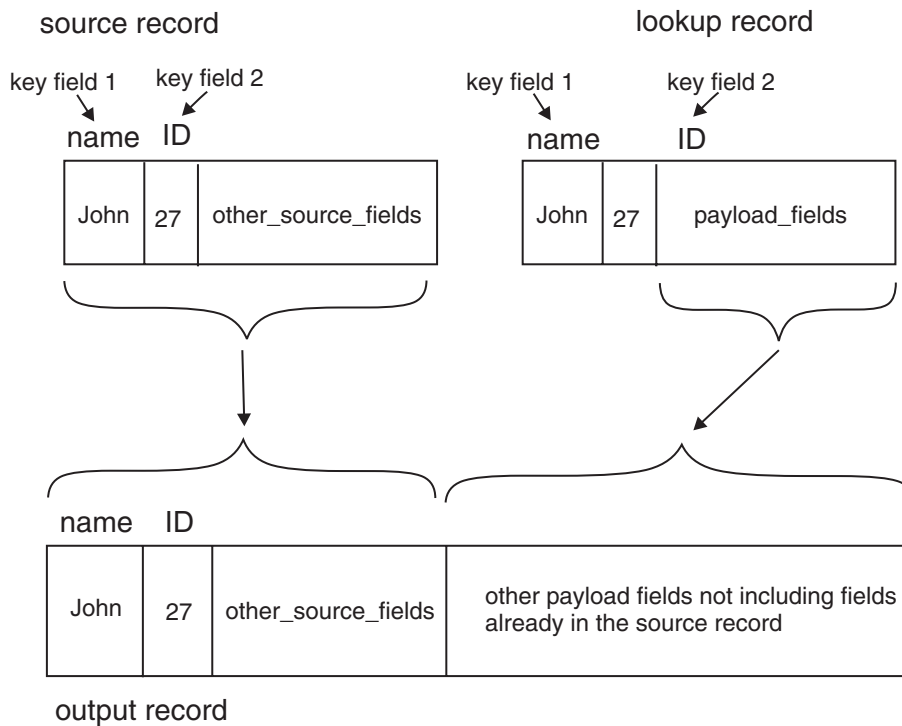 source record
lookup record
key field 1
key field 2
key field 1
key field 2
name
ID
name
ID
John
27
other_source_fields
John
27
payload_fields
name
ID
John
27
other_source_fields
other payload fields not including fields
already in the source record
output record